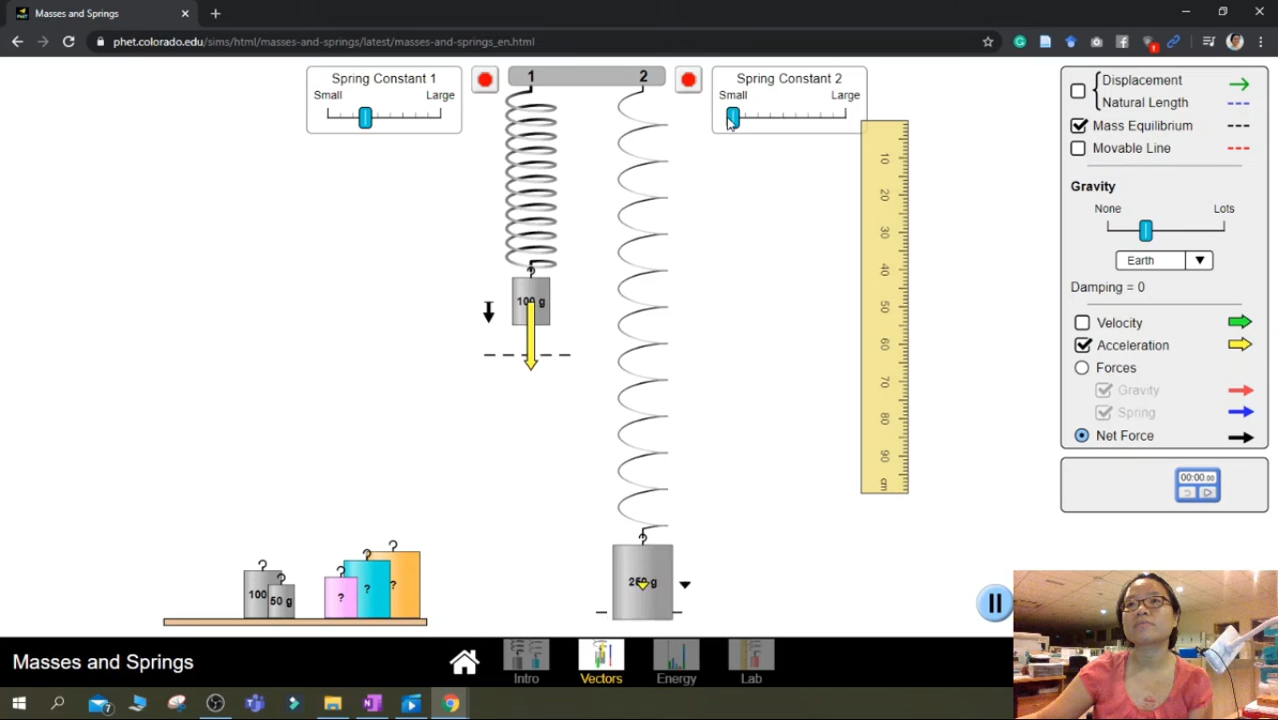 Masses and Springs
phet.colorado.edu/sims/html/masses-and-springs/latest/masses-and-springs_en.html
Spring Constant 1
Small Large
1 2
Spring Constant 2
Small Large
Displacement
Natural Length
Mass Equilibrium
Movable Line
Gravity
None Lots
Earth
Damping = 0
Velocity
Acceleration
Forces
Gravity
Spring
Net Force
00:00.00
10
20
30
40
50
60
70
80
90
cm
100 g
250 g
100
50 g
?
?
?
Masses and Springs
Intro
Vectors
Energy
Lab